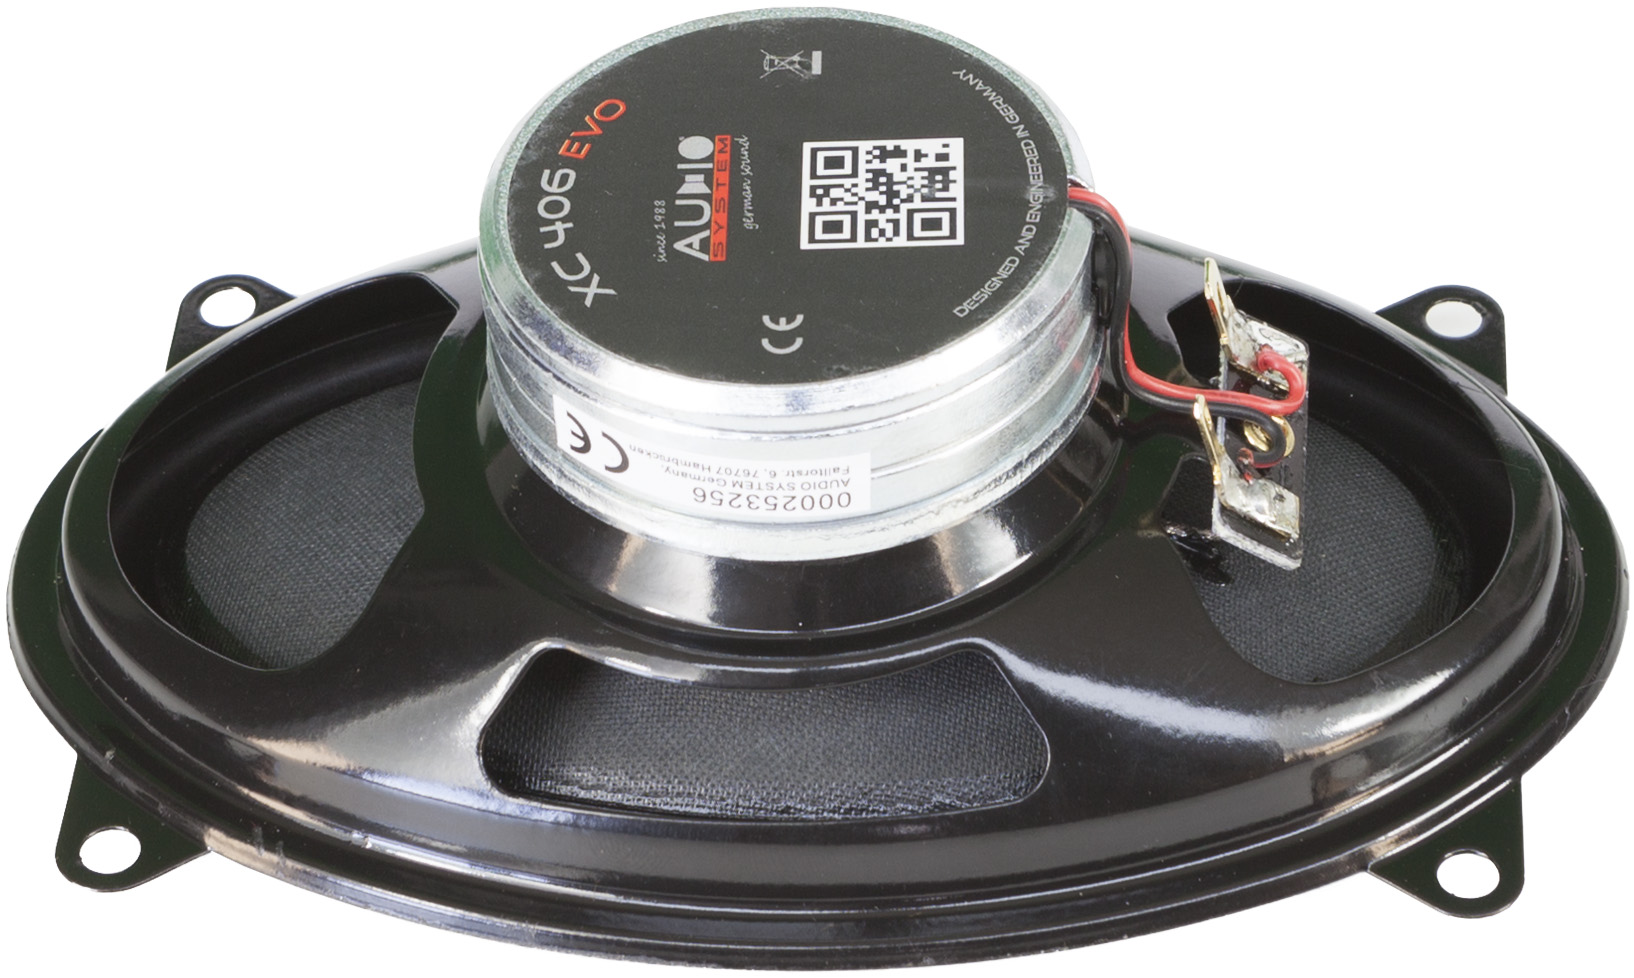 XC 406 EVO
since 1988
AUDIO
SYSTEM
german sound
DESIGNED AND ENGINEERED IN GERMANY
CE
000253256
AUDIO SYSTEM Germany,
Falltorstr. 6, 76707 Hambrücken
CE